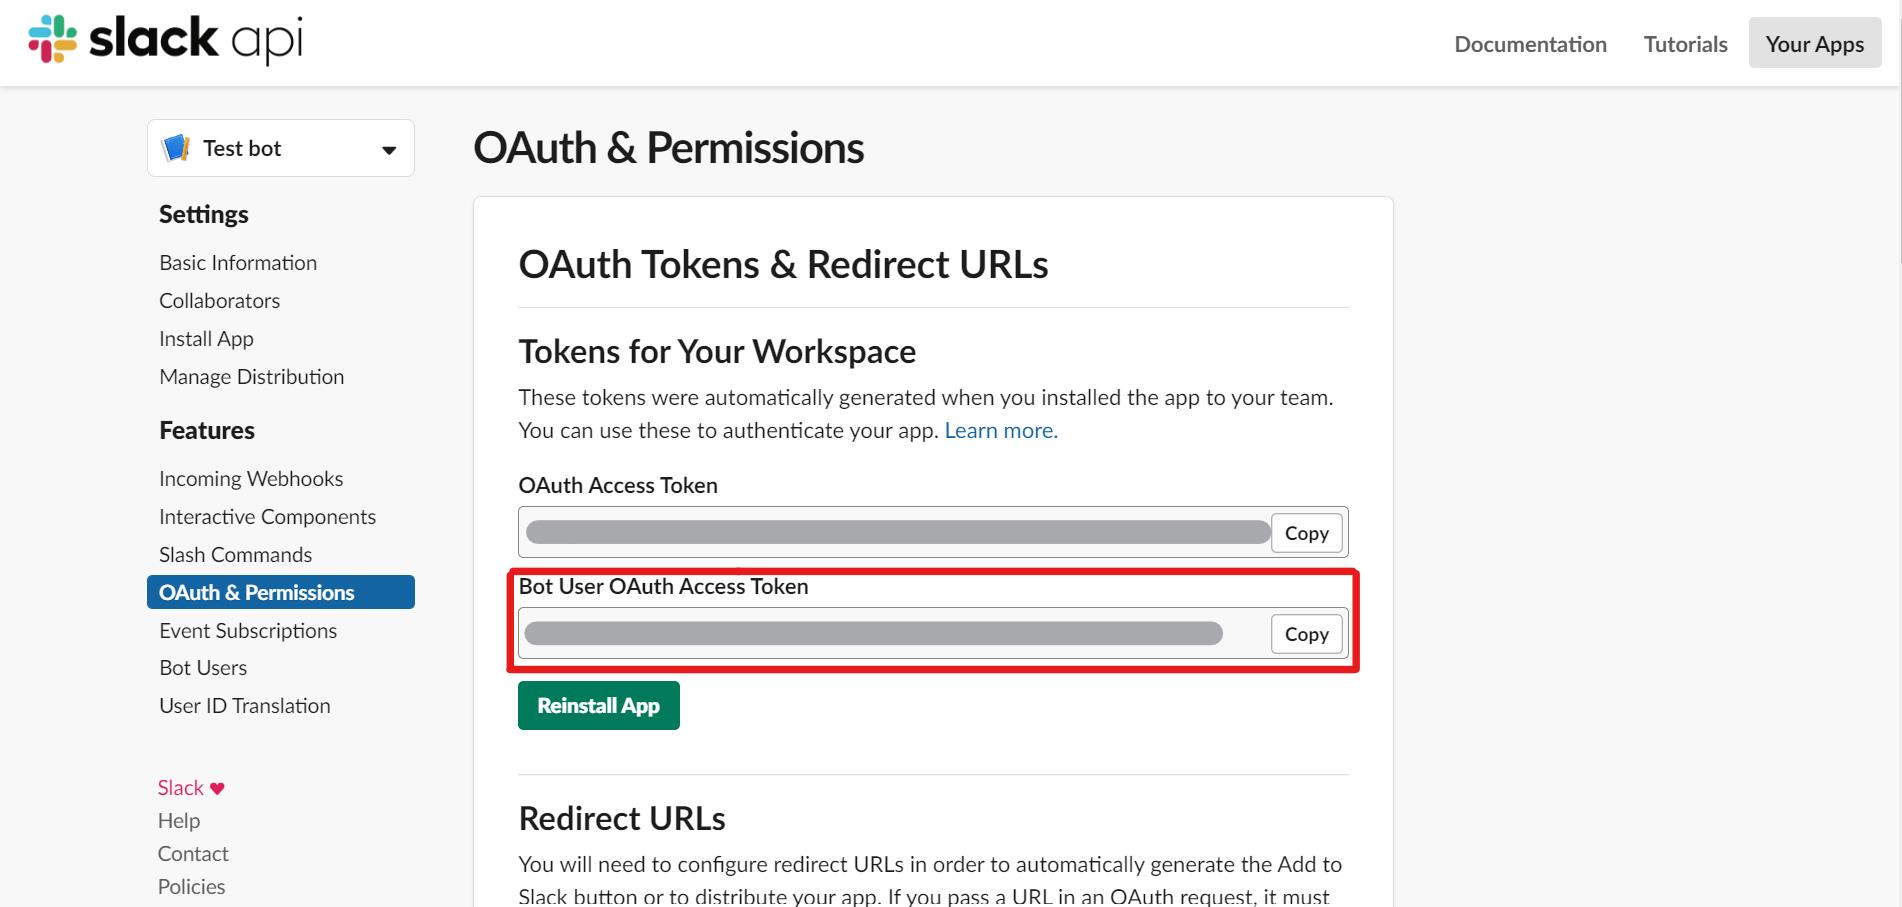 slack api
Documentation
Tutorials
Your Apps
Test bot
Settings
Basic Information
Collaborators
Install App
Manage Distribution
Features
Incoming Webhooks
Interactive Components
Slash Commands
OAuth & Permissions
Event Subscriptions
Bot Users
User ID Translation
Slack ♥
Help
Contact
Policies
OAuth & Permissions
OAuth Tokens & Redirect URLs
Tokens for Your Workspace
These tokens were automatically generated when you installed the app to your team.
You can use these to authenticate your app. Learn more.
OAuth Access Token
Copy
Bot User OAuth Access Token
Copy
Reinstall App
Redirect URLs
You will need to configure redirect URLs in order to automatically generate the Add to
Slack button or to distribute your app. If you pass a URL in an OAuth request, it must